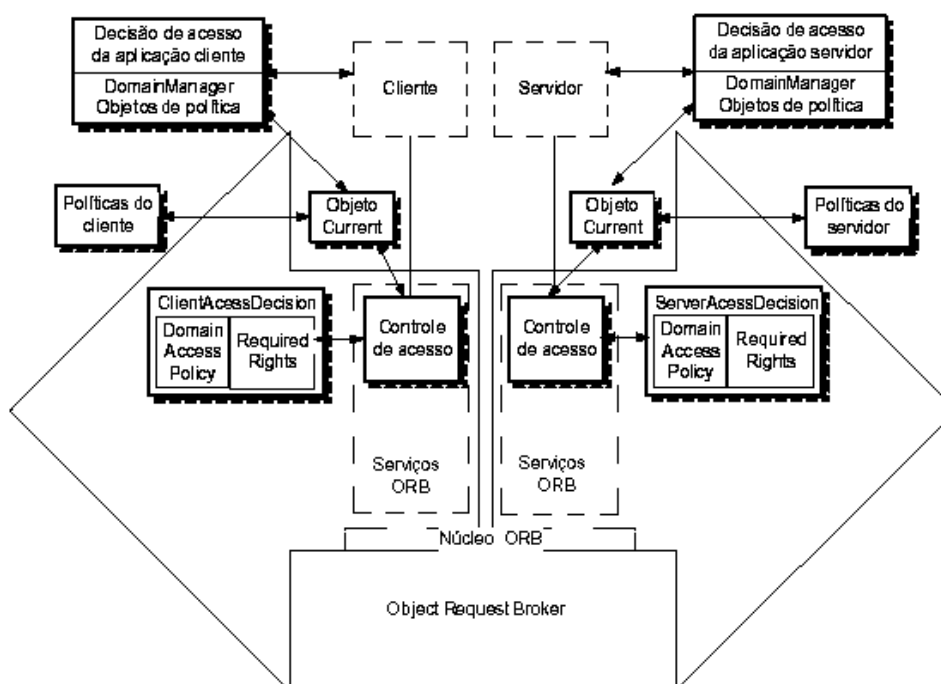 Decisão de acesso
da aplicação cliente
DomainManager
Objetos de política
Cliente
Servidor
Decisão de acesso
da aplicação servidor
DomainManager
Objetos de política
Políticas do
cliente
Objeto
Current
Objeto
Current
Políticas do
servidor
ClientAcessDecision
Domain
Access
Policy
Required
Rights
Controle
de acesso
Controle
de acesso
ServerAcessDecision
Domain
Access
Policy
Required
Rights
Serviços
ORB
Serviços
ORB
Núcleo ORB
Object Request Broker